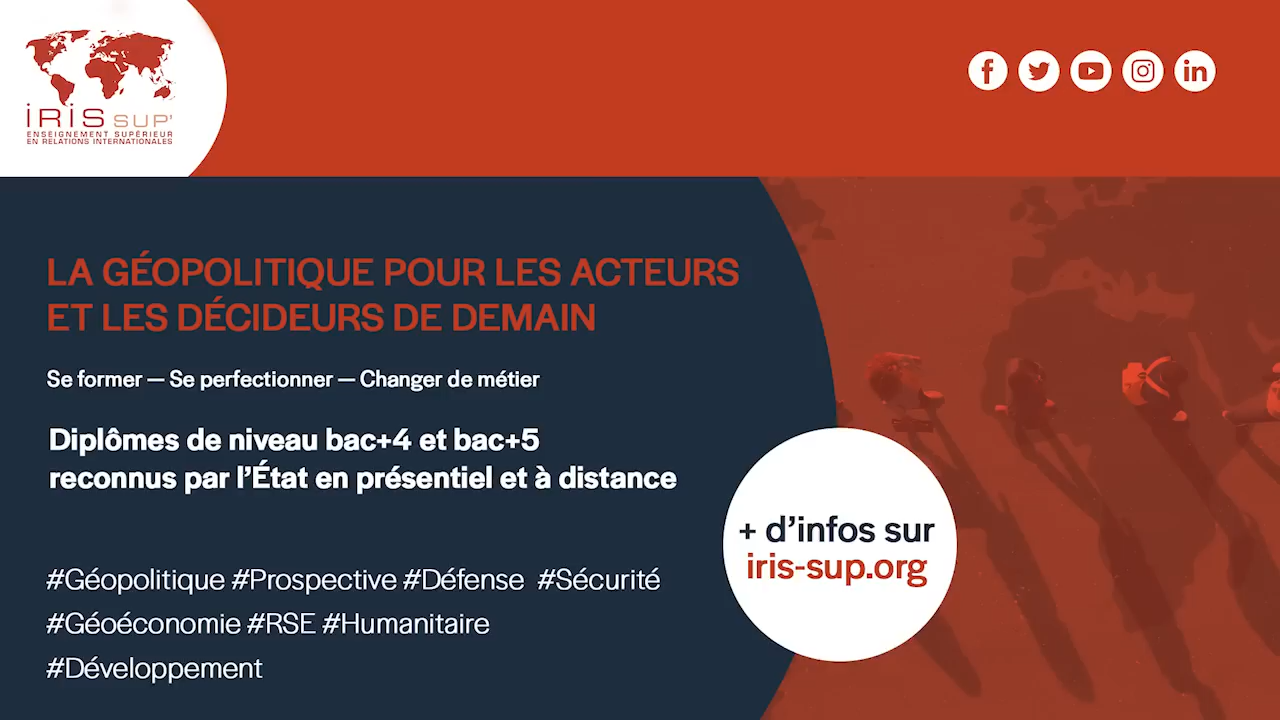 iRiS SUP'
ENSEIGNEMENT SUPÉRIEUR
EN RELATIONS INTERNATIONALES
LA GÉOPOLITIQUE POUR LES ACTEURS
ET LES DÉCIDEURS DE DEMAIN
Se former — Se perfectionner — Changer de métier
Diplômes de niveau bac+4 et bac+5
reconnus par l'État en présentiel et à distance
+ d'infos sur
iris-sup.org
#Géopolitique #Prospective #Défense #Sécurité
#Géoéconomie #RSE #Humanitaire
#Développement